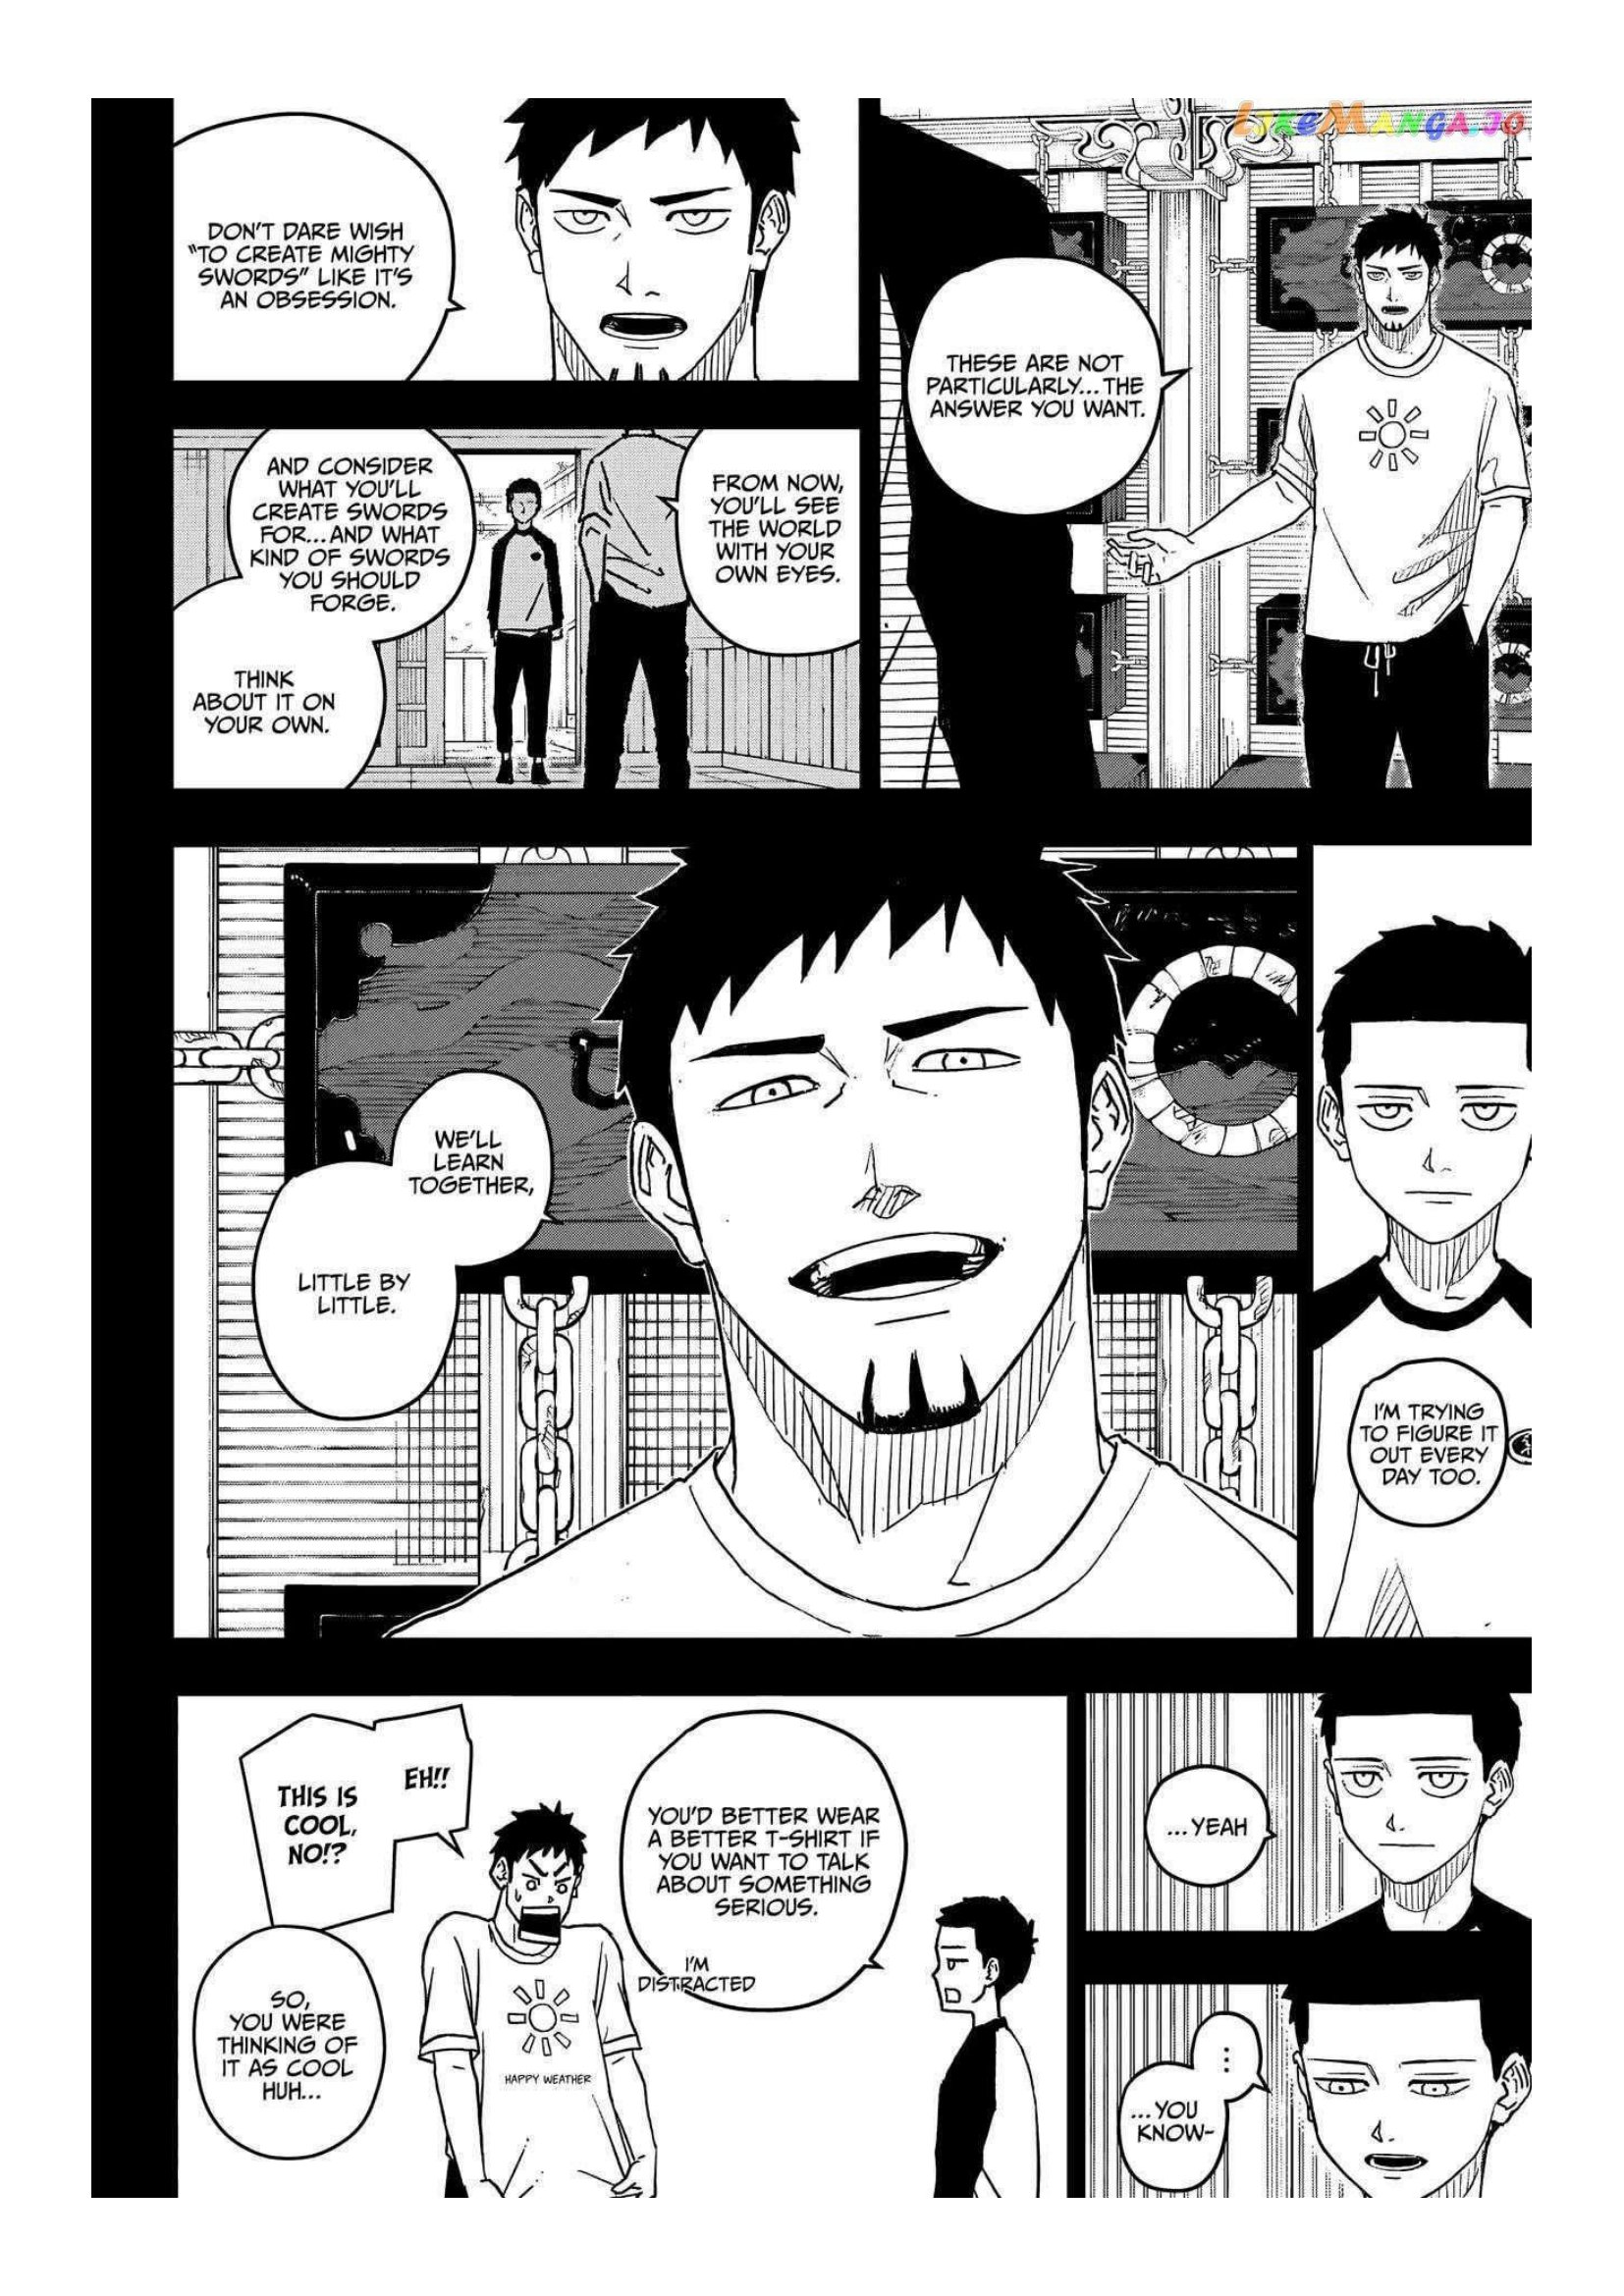 LIKEMANGA.IO
THESE ARE NOT
PARTICULARLY...THE
ANSWER YOU WANT.
DON'T DARE WISH
"TO CREATE MIGHTY
SWORDS" LIKE IT'S
AN OBSESSION.
FROM NOW,
YOU'LL SEE
THE WORLD
WITH YOUR
OWN EYES.
AND CONSIDER
WHAT YOU'LL
CREATE SWORDS
FOR...AND WHAT
KIND OF SWORDS
YOU SHOULD
FORGE.
THINK
ABOUT IT ON
YOUR OWN.
I'M TRYING
TO FIGURE IT
OUT EVERY
DAY TOO.
WE'LL
LEARN
TOGETHER,
LITTLE BY
LITTLE.
...YEAH
...
...YOU
KNOW-
YOU'D BETTER WEAR
A BETTER T-SHIRT IF
YOU WANT TO TALK
ABOUT SOMETHING
SERIOUS.
I'M
DISTRACTED
EH!!
THIS IS
COOL,
NO!?
HAPPY WEATHER
SO,
YOU WERE
THINKING OF
IT AS COOL
HUH...